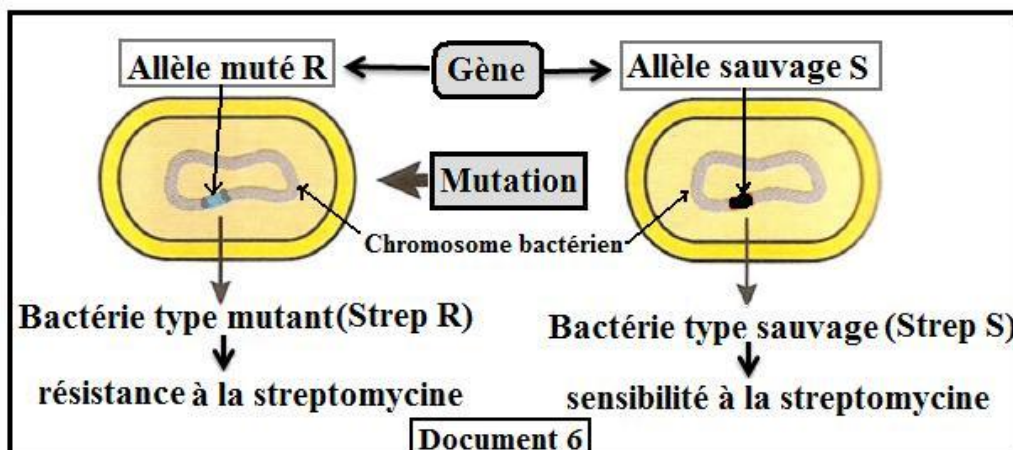 Allèle muté R
Gène
Allèle sauvage S
Mutation
Chromosome bactérien
Bactérie type mutant(Strep R)
Bactérie type sauvage (Strep S)
résistance à la streptomycine
sensibilité à la streptomycine
Document 6